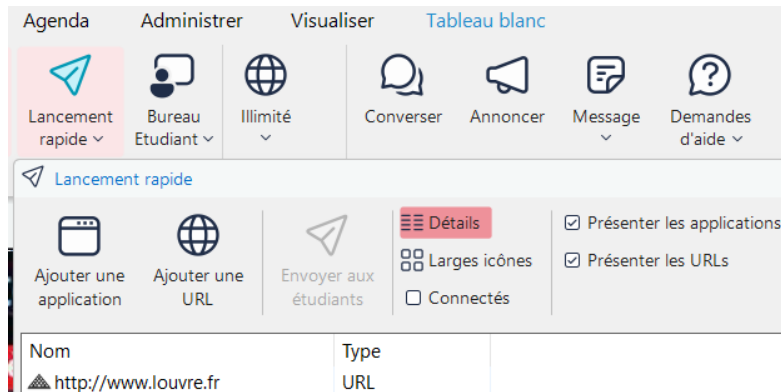 Agenda Administrer Visualiser Tableau blanc
Lancement rapide
Bureau Etudiant
Illimité
Converser
Annoncer
Message
Demandes d'aide
Lancement rapide
Ajouter une application
Ajouter une URL
Envoyer aux étudiants
Détails
Larges icônes
Connectés
Présenter les applications
Présenter les URLs
Nom Type
http://www.louvre.fr URL